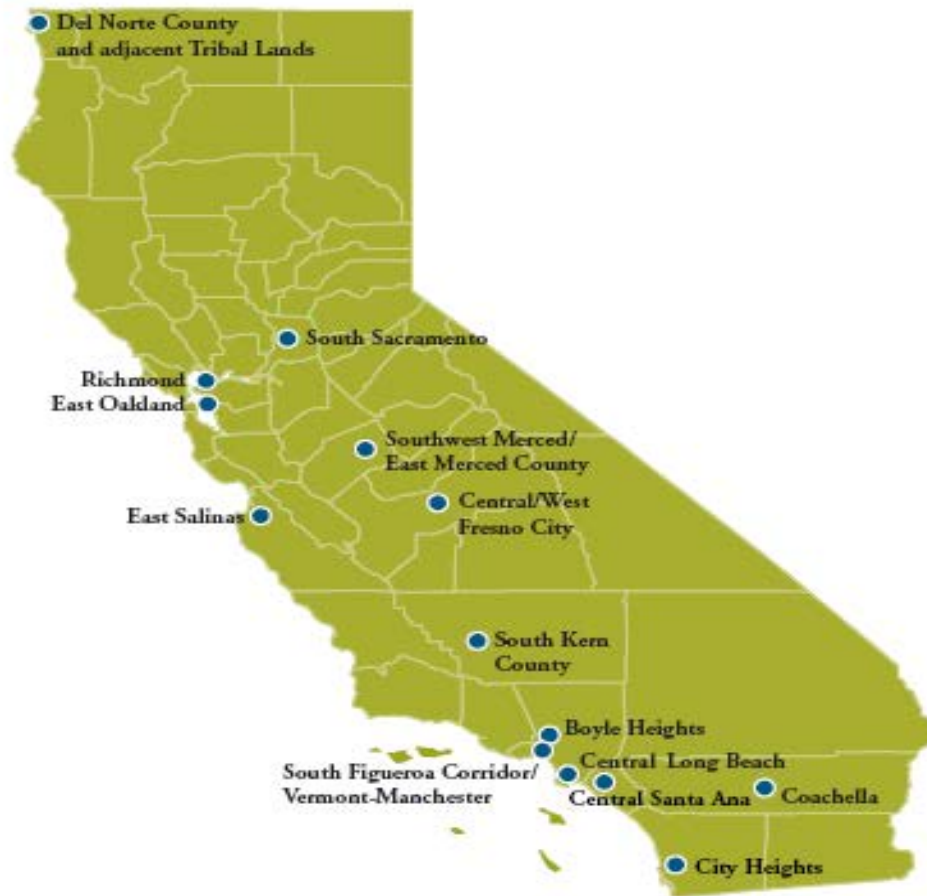 Del Norte County
and adjacent Tribal Lands
South Sacramento
Richmond
East Oakland
Southwest Merced/
East Merced County
Central/West
Fresno City
East Salinas
South Kern
County
Boyle Heights
South Figueroa Corridor/
Vermont-Manchester
Central Long Beach
Central Santa Ana
Coachella
City Heights